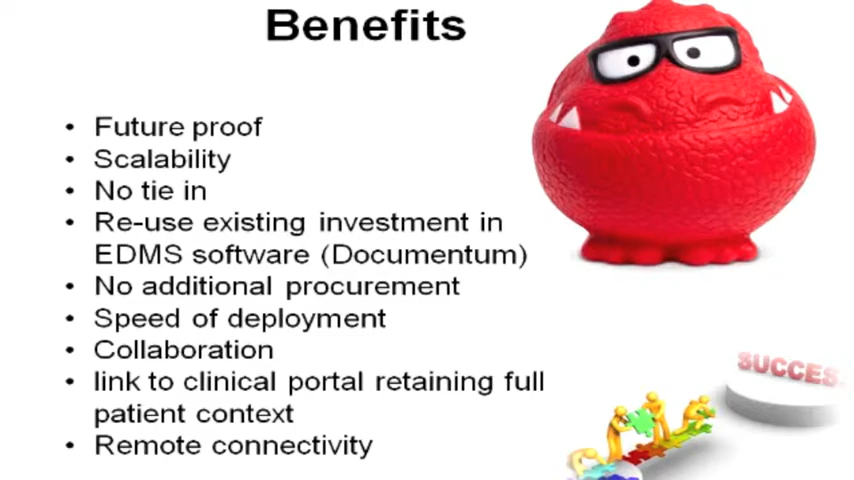 Benefits
• Future proof
• Scalability
• No tie in
• Re-use existing investment in
EDMS software (Documentum)
• No additional procurement
• Speed of deployment
• Collaboration
• link to clinical portal retaining full
patient context
• Remote connectivity
SUCCES